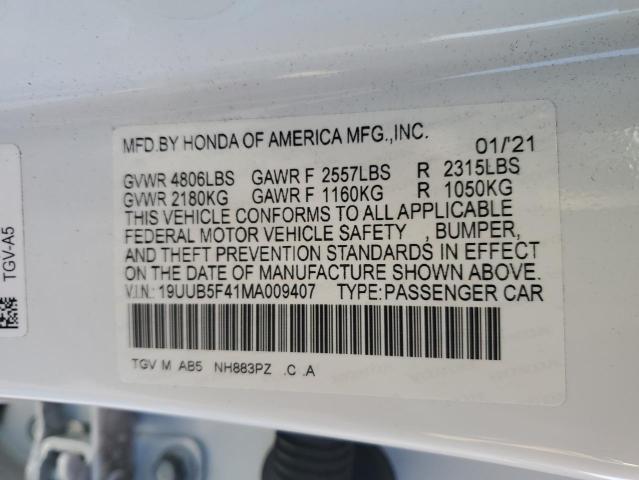 MFD.BY HONDA OF AMERICA MFG.,INC. 01/'21
GVWR 4806LBS GAWR F 2557LBS R 2315LBS
GVWR 2180KG GAWR F 1160KG R 1050KG
THIS VEHICLE CONFORMS TO ALL APPLICABLE
FEDERAL MOTOR VEHICLE SAFETY , BUMPER,
AND THEFT PREVENTION STANDARDS IN EFFECT
ON THE DATE OF MANUFACTURE SHOWN ABOVE.
V.I.N.: 19UUB5F41MA009407 TYPE:PASSENGER CAR
TGV M AB5 NH883PZ .C .A
TGV-A5